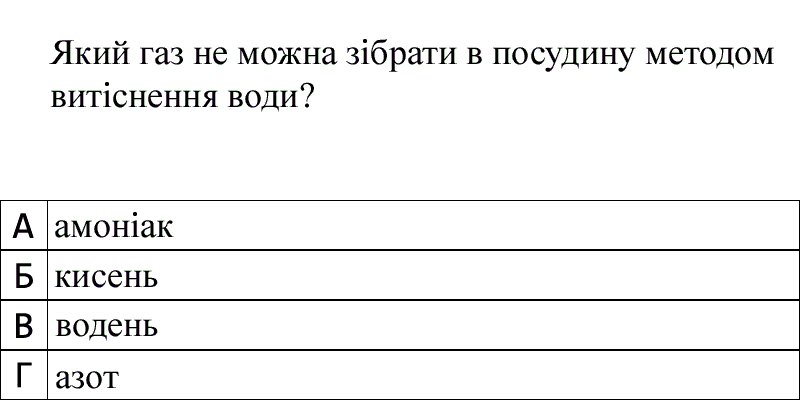 Який газ не можна зібрати в посудину методом
витіснення води?
А амоніак
Б кисень
В водень
Г азот